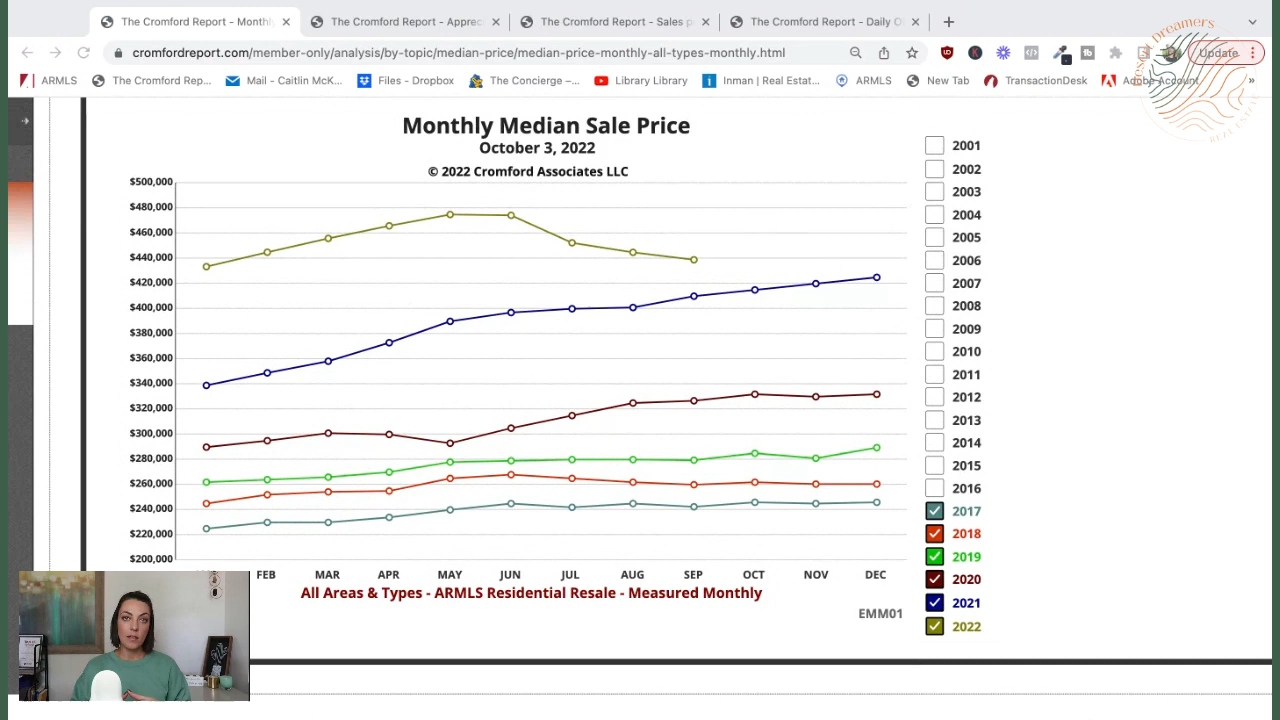 The Cromford Report - Monthl
The Cromford Report - Apprec
The Cromford Report - Sales p
The Cromford Report - Daily O
cromfordreport.com/member-only/analysis/by-topic/median-price/median-price-monthly-all-types-monthly.html
Update
ARMLS
The Cromford Rep...
Mail - Caitlin McK...
Files - Dropbox
The Concierge –...
Library Library
Inman | Real Estat...
ARMLS
New Tab
TransactionDesk
Adobe Account
»
Monthly Median Sale Price
October 3, 2022
© 2022 Cromford Associates LLC
$500,000
$480,000
$460,000
$440,000
$420,000
$400,000
$380,000
$360,000
$340,000
$320,000
$300,000
$280,000
$260,000
$240,000
$220,000
$200,000
FEB MAR APR MAY JUN JUL AUG SEP OCT NOV DEC
All Areas & Types - ARMLS Residential Resale - Measured Monthly
EMM01
2001
2002
2003
2004
2005
2006
2007
2008
2009
2010
2011
2012
2013
2014
2015
2016
2017
2018
2019
2020
2021
2022